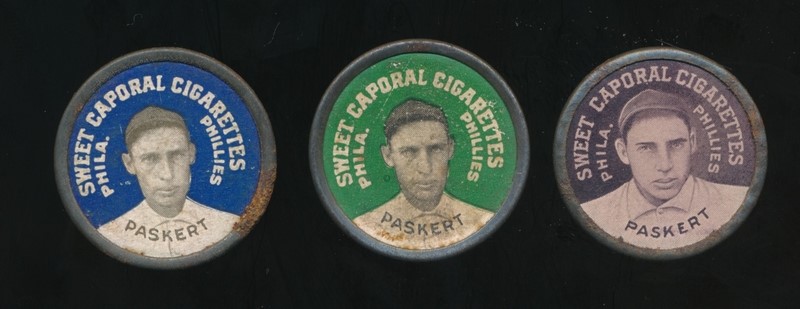 SWEET CAPORAL CIGARETTES
PHILA.
PHILLIES
PASKERT
SWEET CAPORAL CIGARETTES
PHILA.
PHILLIES
PASKERT
SWEET CAPORAL CIGARETTES
PHILA.
PHILLIES
PASKERT